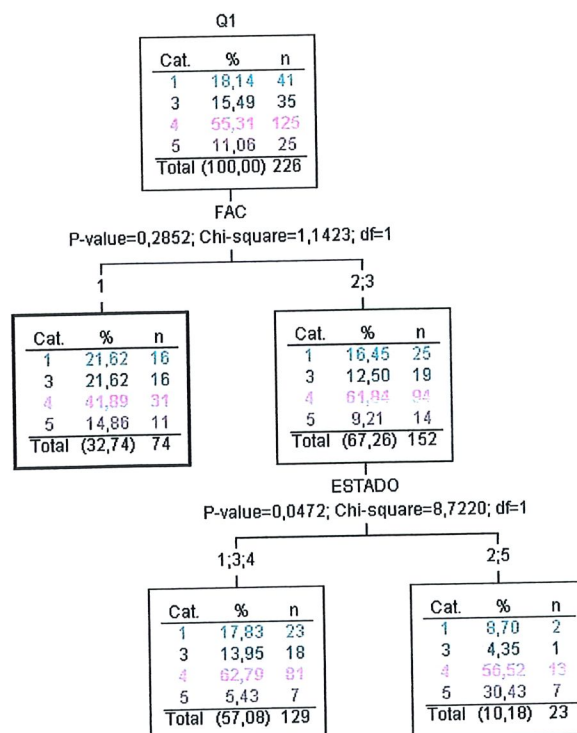 Q1
Cat. % n
1 18,14 41
3 15,49 35
4 55,31 125
5 11,06 25
Total (100,00) 226
FAC
P-value=0,2852; Chi-square=1,1423; df=1
1
2;3
Cat. % n
1 21,62 16
3 21,62 16
4 41,89 31
5 14,86 11
Total (32,74) 74
Cat. % n
1 16,45 25
3 12,50 19
4 61,84 94
5 9,21 14
Total (67,26) 152
ESTADO
P-value=0,0472; Chi-square=8,7220; df=1
1;3;4
2;5
Cat. % n
1 17,83 23
3 13,95 18
4 62,79 81
5 5,43 7
Total (57,08) 129
Cat. % n
1 8,70 2
3 4,35 1
4 56,52 13
5 30,43 7
Total (10,18) 23